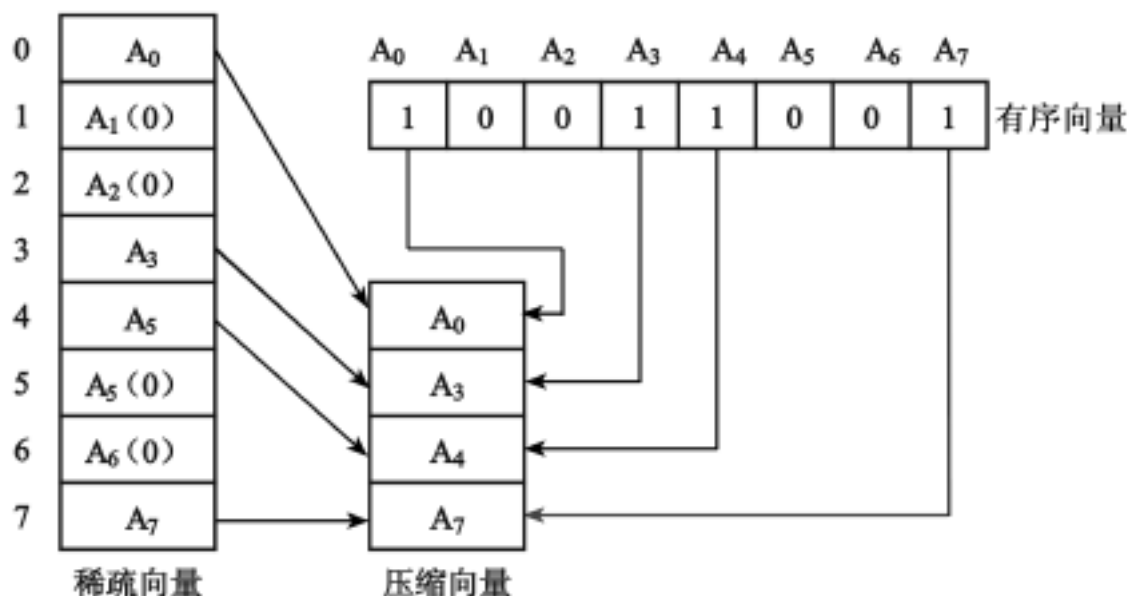 0 A₀
1 A₁(0)
2 A₂(0)
3 A₃
4 A₅
5 A₅(0)
6 A₆(0)
7 A₇
稀疏向量
A₀ A₁ A₂ A₃ A₄ A₅ A₆ A₇
1 0 0 1 1 0 0 1 有序向量
A₀
A₃
A₄
A₇
压缩向量